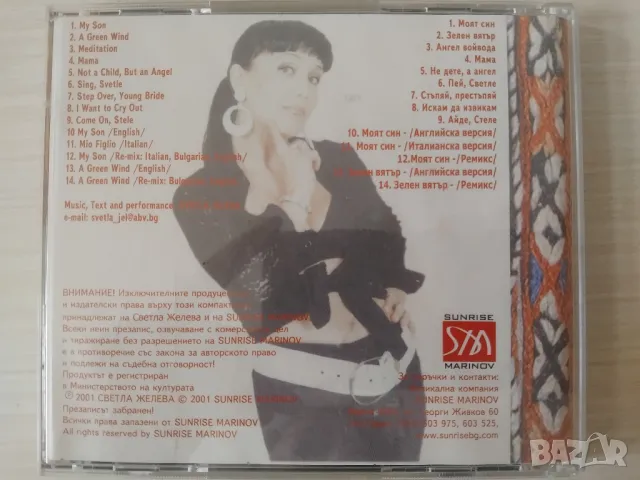 1. My Son
2. A Green Wind
3. Meditation
4. Mama
5. Not a Child, But an Angel
6. Sing, Svetle
7. Step Over, Young Bride
8. I Want to Cry Out
9. Come On, Stele
10 My Son /English/
11. Mio Figlio /Italian/
12. My Son /Re-mix: Italian, Bulgarian, English/
13. A Green Wind /English/
14. A Green Wind /Re-mix:
Music, Text and performance:
e-mail: svetla_jel@abv.bg
1. Моят син
2. Зелен вятър
3. Ангел войвода
4. Мама
5. Не дете, а ангел
6. Пей, Светле
7. Стъпяй, престъпяй
8. Искам да извикам
9. Айде, Стеле
10. Моят син - /Английска версия/
11. Моят син - /Италианска версия/
12.Моят син - /Ремикс/
13. Зелен вятър - /Английска версия/
14. Зелен вятър - /Ремикс/
ВНИМАНИЕ! Изключителните
и издателски права върху този
принадлежат на Светла Желева и на SUNRISE MARINOV
Всеки неин презапис, озвучаване с комерсиална цел
и тиражиране без разрешението на SUNRISE MARINOV
е в противоречие със закона за авторското право
и подлежи на съдебна отговорност!
Продуктът е регистриран
в Министерството на културата
℗ 2001 СВЕТЛА ЖЕЛЕВА © 2001 SUNRISE MARINOV
Презаписът забранен!
Всички права запазени от SUNRISE MARINOV
All rights reserved by SUNRISE MARINOV
SUNRISE
SM
MARINOV
За поръчки и контакти:
Музикална компания
SUNRISE MARINOV
Георги Живков 60
603 975, 603 525,
www.sunrisebg.com
BAZAR
bg